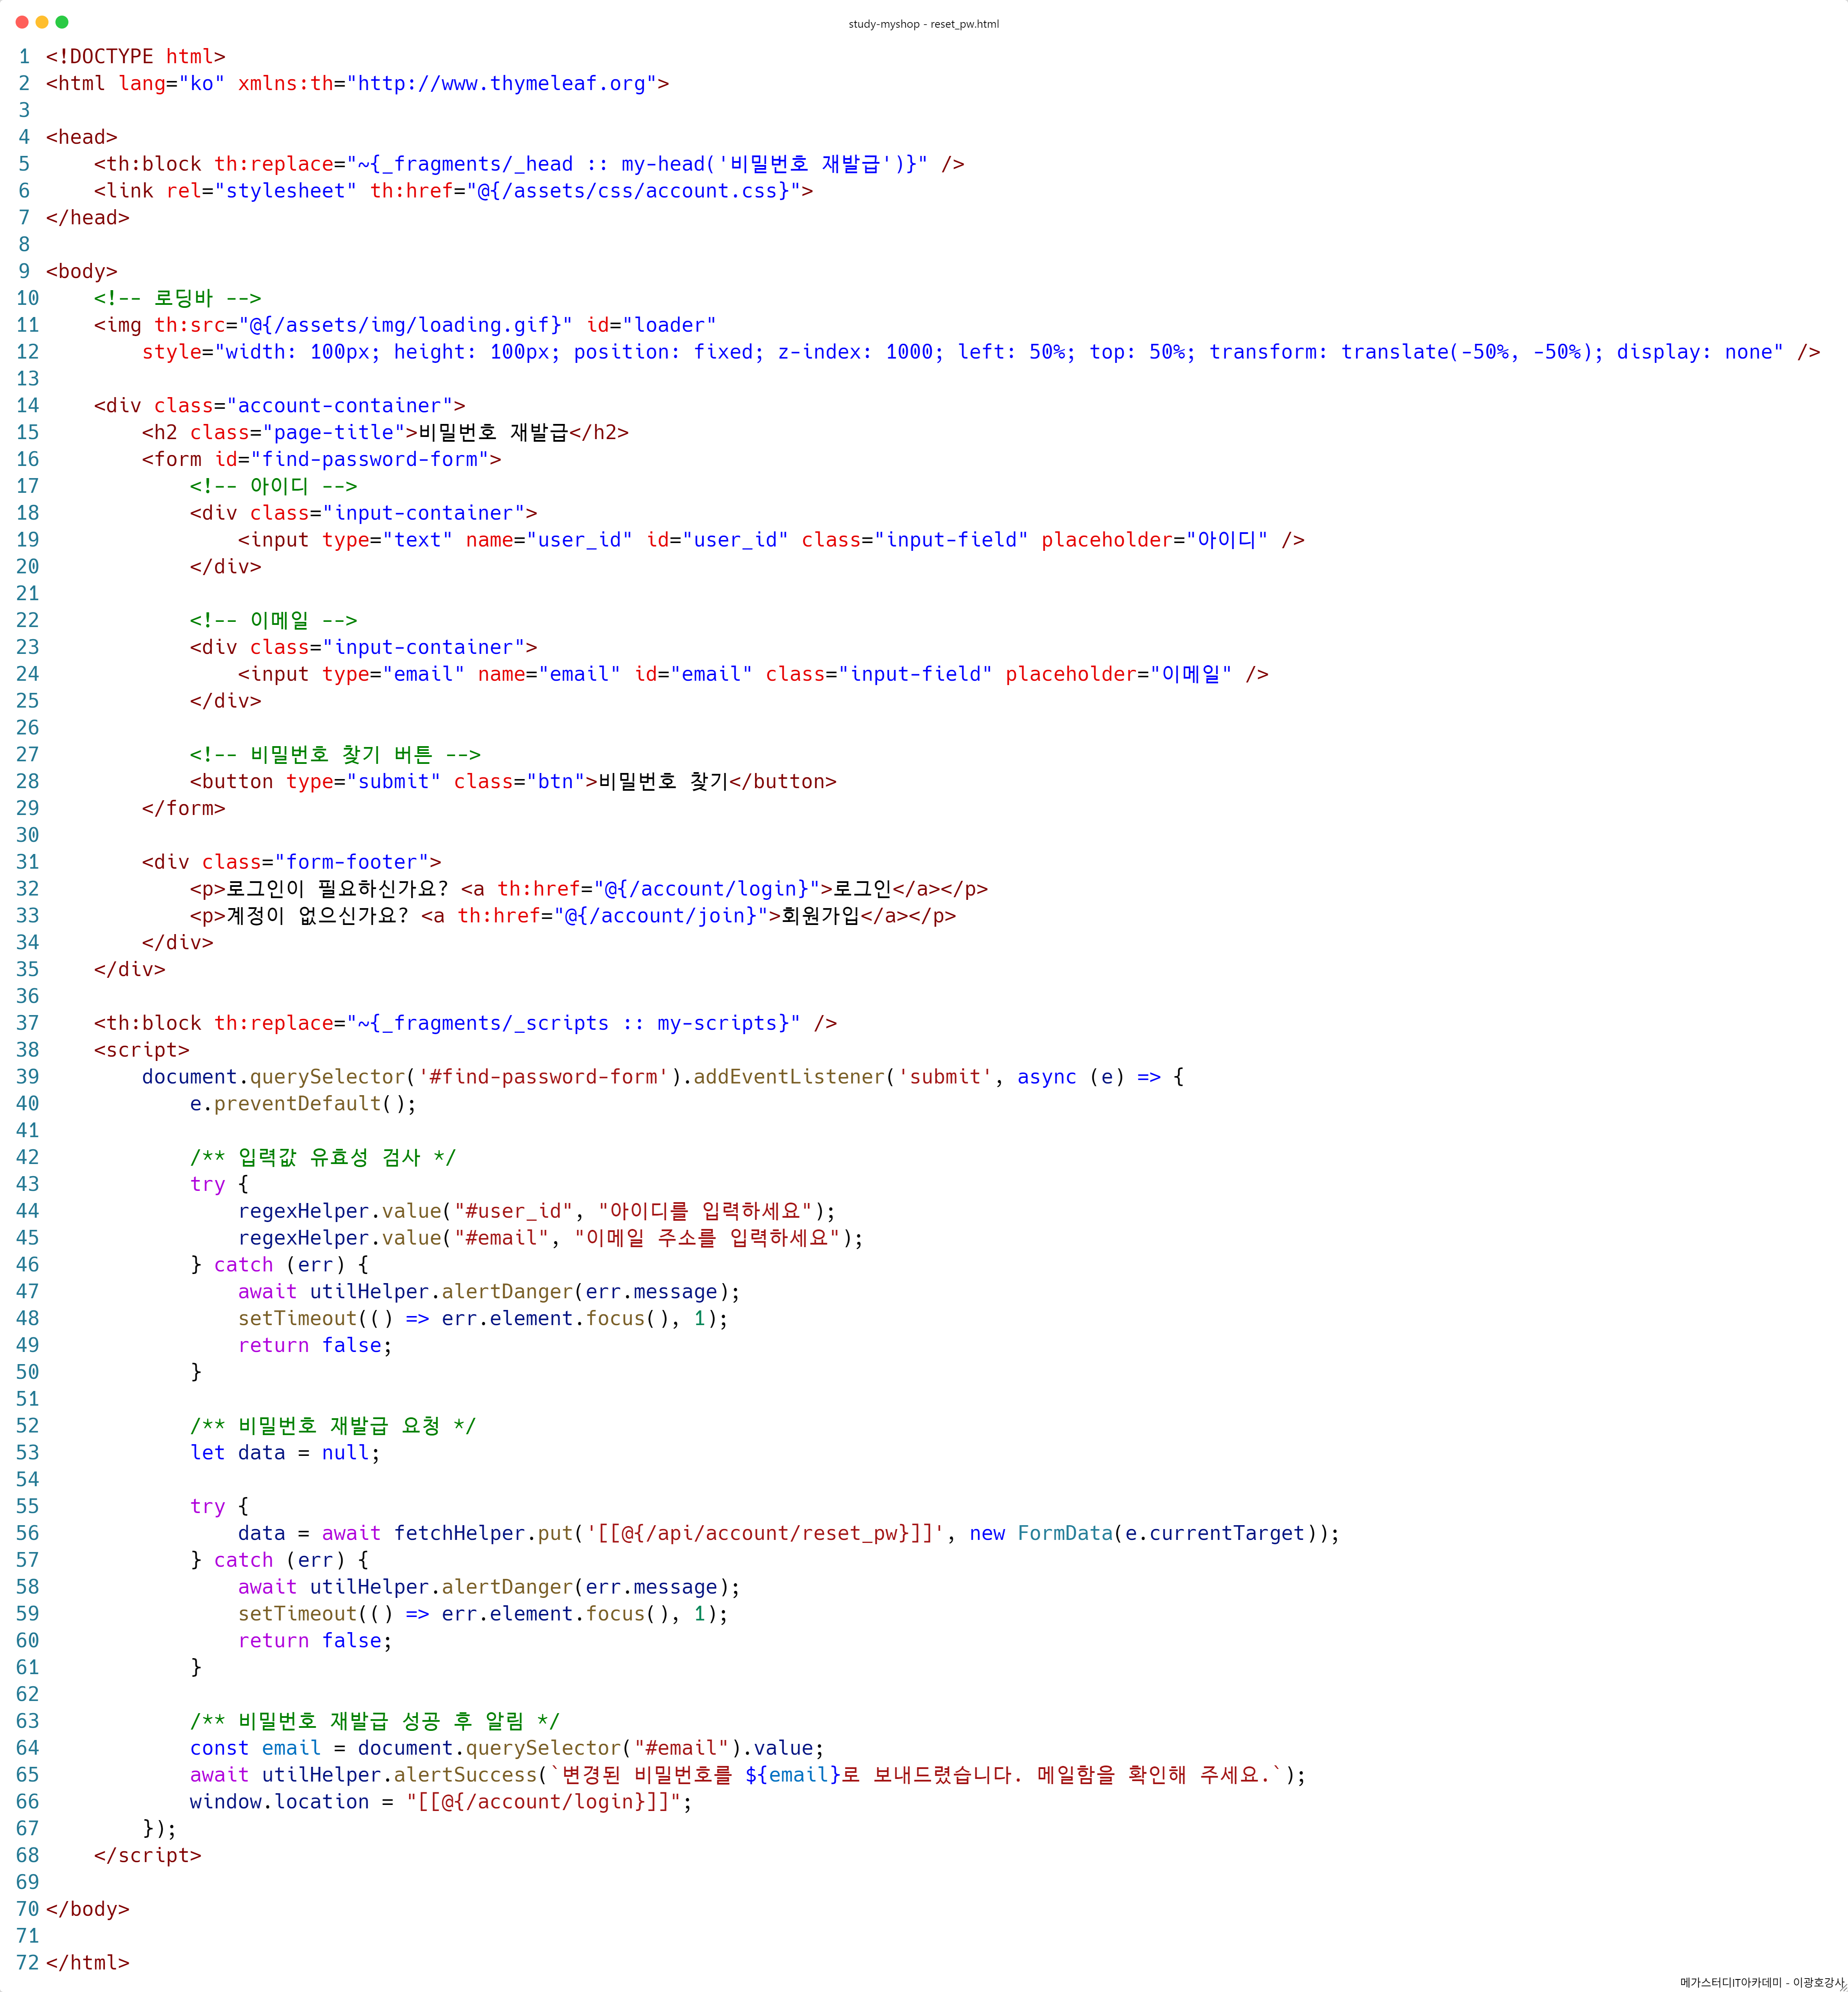 study-myshop - reset_pw.html
1 <!DOCTYPE html>
2 <html lang="ko" xmlns:th="http://www.thymeleaf.org">
3
4 <head>
5     <th:block th:replace="~{_fragments/_head :: my-head('비밀번호 재발급')}" />
6     <link rel="stylesheet" th:href="@{/assets/css/account.css}">
7 </head>
8
9 <body>
10     <!-- 로딩바 -->
11     <img th:src="@{/assets/img/loading.gif}" id="loader"
12         style="width: 100px; height: 100px; position: fixed; z-index: 1000; left: 50%; top: 50%; transform: translate(-50%, -50%); display: none" />
13
14     <div class="account-container">
15         <h2 class="page-title">비밀번호 재발급</h2>
16         <form id="find-password-form">
17             <!-- 아이디 -->
18             <div class="input-container">
19                 <input type="text" name="user_id" id="user_id" class="input-field" placeholder="아이디" />
20             </div>
21
22             <!-- 이메일 -->
23             <div class="input-container">
24                 <input type="email" name="email" id="email" class="input-field" placeholder="이메일" />
25             </div>
26
27             <!-- 비밀번호 찾기 버튼 -->
28             <button type="submit" class="btn">비밀번호 찾기</button>
29         </form>
30
31         <div class="form-footer">
32             <p>로그인이 필요하신가요? <a th:href="@{/account/login}">로그인</a></p>
33             <p>계정이 없으신가요? <a th:href="@{/account/join}">회원가입</a></p>
34         </div>
35     </div>
36
37     <th:block th:replace="~{_fragments/_scripts :: my-scripts}" />
38     <script>
39         document.querySelector('#find-password-form').addEventListener('submit', async (e) => {
40             e.preventDefault();
41
42             /** 입력값 유효성 검사 */
43             try {
44                 regexHelper.value("#user_id", "아이디를 입력하세요");
45                 regexHelper.value("#email", "이메일 주소를 입력하세요");
46             } catch (err) {
47                 await utilHelper.alertDanger(err.message);
48                 setTimeout(() => err.element.focus(), 1);
49                 return false;
50             }
51
52             /** 비밀번호 재발급 요청 */
53             let data = null;
54
55             try {
56                 data = await fetchHelper.put('[[@{/api/account/reset_pw}]]', new FormData(e.currentTarget));
57             } catch (err) {
58                 await utilHelper.alertDanger(err.message);
59                 setTimeout(() => err.element.focus(), 1);
60                 return false;
61             }
62
63             /** 비밀번호 재발급 성공 후 알림 */
64             const email = document.querySelector("#email").value;
65             await utilHelper.alertSuccess(`변경된 비밀번호를 ${email}로 보내드렸습니다. 메일함을 확인해 주세요.`);
66             window.location = "[[@{/account/login}]]";
67         });
68     </script>
69
70 </body>
71
72 </html>
메가스터디IT아카데미 - 이광호강사